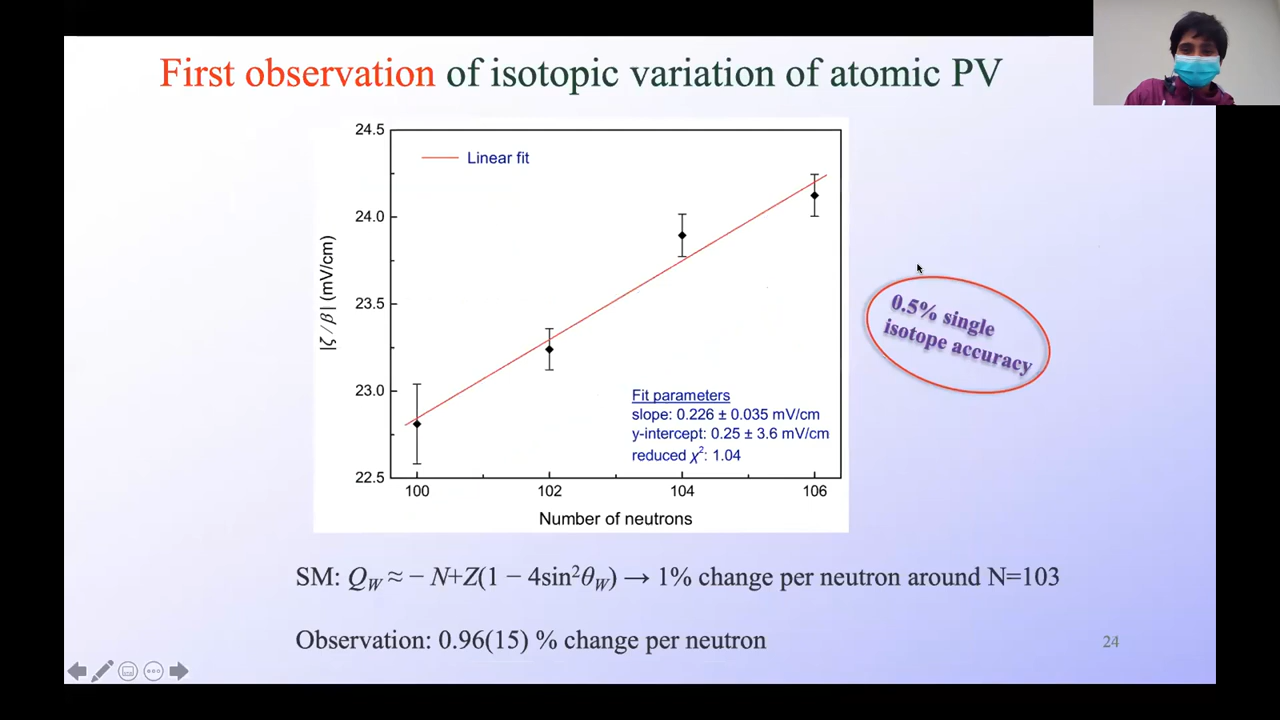 First observation of isotopic variation of atomic PV
24.5
24.0
23.5
23.0
22.5
|ζ / β| (mV/cm)
Linear fit
Fit parameters
slope: 0.226 ± 0.035 mV/cm
y-intercept: 0.25 ± 3.6 mV/cm
reduced χ²: 1.04
100 102 104 106
Number of neutrons
0.5% single
isotope accuracy
SM: Q_W ≈ − N+Z(1 − 4sin²θ_W) → 1% change per neutron around N=103
Observation: 0.96(15) % change per neutron
24